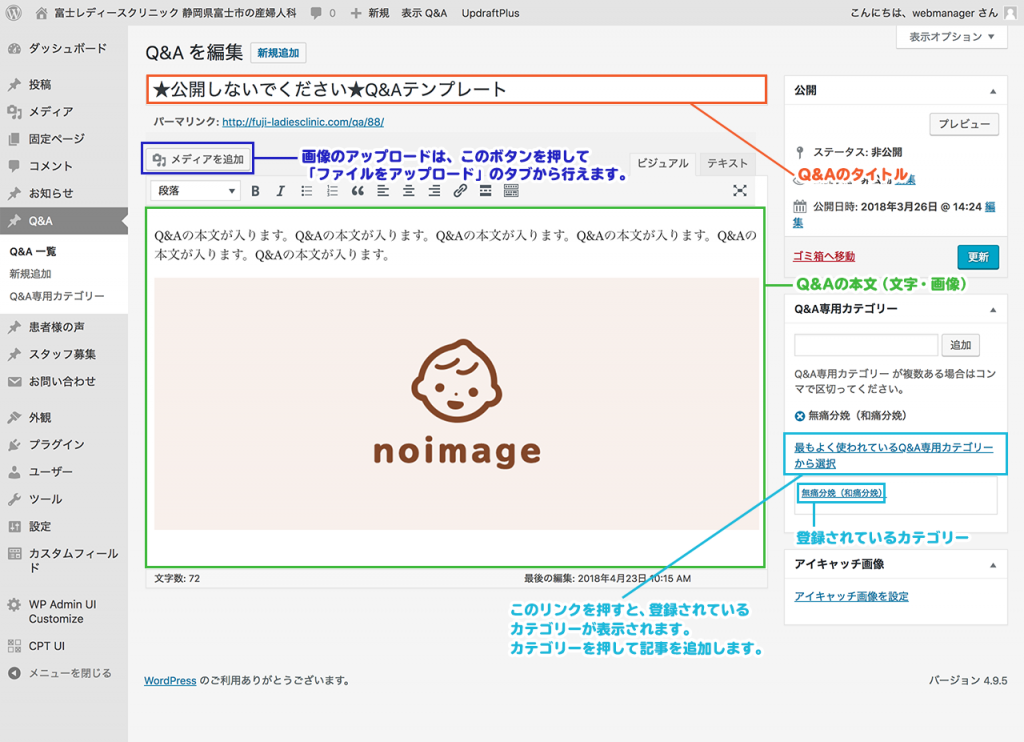 富士レディースクリニック 静岡県富士市の産婦人科 0 新規 表示 Q&A UpdraftPlus
こんにちは、webmanager さん
表示オプション
ダッシュボード
投稿
メディア
固定ページ
コメント
お知らせ
Q&A
Q&A 一覧
新規追加
Q&A専用カテゴリー
患者様の声
スタッフ募集
お問い合わせ
外観
プラグイン
ユーザー
ツール
設定
カスタムフィール
ド
WP Admin UI
Customize
CPT UI
メニューを閉じる
Q&A を編集 新規追加
★公開しないでください★Q&Aテンプレート
パーマリンク: http://fuji-ladiesclinic.com/qa/88/
メディアを追加
画像のアップロードは、このボタンを押して
「ファイルをアップロード」のタブから行えます。
ビジュアル テキスト
段落
Q&Aの本文が入ります。Q&Aの本文が入ります。Q&Aの本文が入ります。Q&Aの本文が入ります。Q&Aの
本文が入ります。Q&Aの本文が入ります。
noimage
文字数: 72
最後の編集: 2018年4月23日 10:15 AM
このリンクを押すと、登録されている
カテゴリーが表示されます。
カテゴリーを押して記事を追加します。
公開
プレビュー
ステータス: 非公開
Q&Aのタイトル
公開日時: 2018年3月26日 @ 14:24 編
集
ゴミ箱へ移動
更新
Q&Aの本文（文字・画像）
Q&A専用カテゴリー
追加
Q&A専用カテゴリー が複数ある場合はコン
マで区切ってください。
無痛分娩（和痛分娩）
最もよく使われているQ&A専用カテゴリー
から選択
無痛分娩（和痛分娩）
登録されているカテゴリー
アイキャッチ画像
アイキャッチ画像を設定
WordPress のご利用ありがとうございます。
バージョン 4.9.5